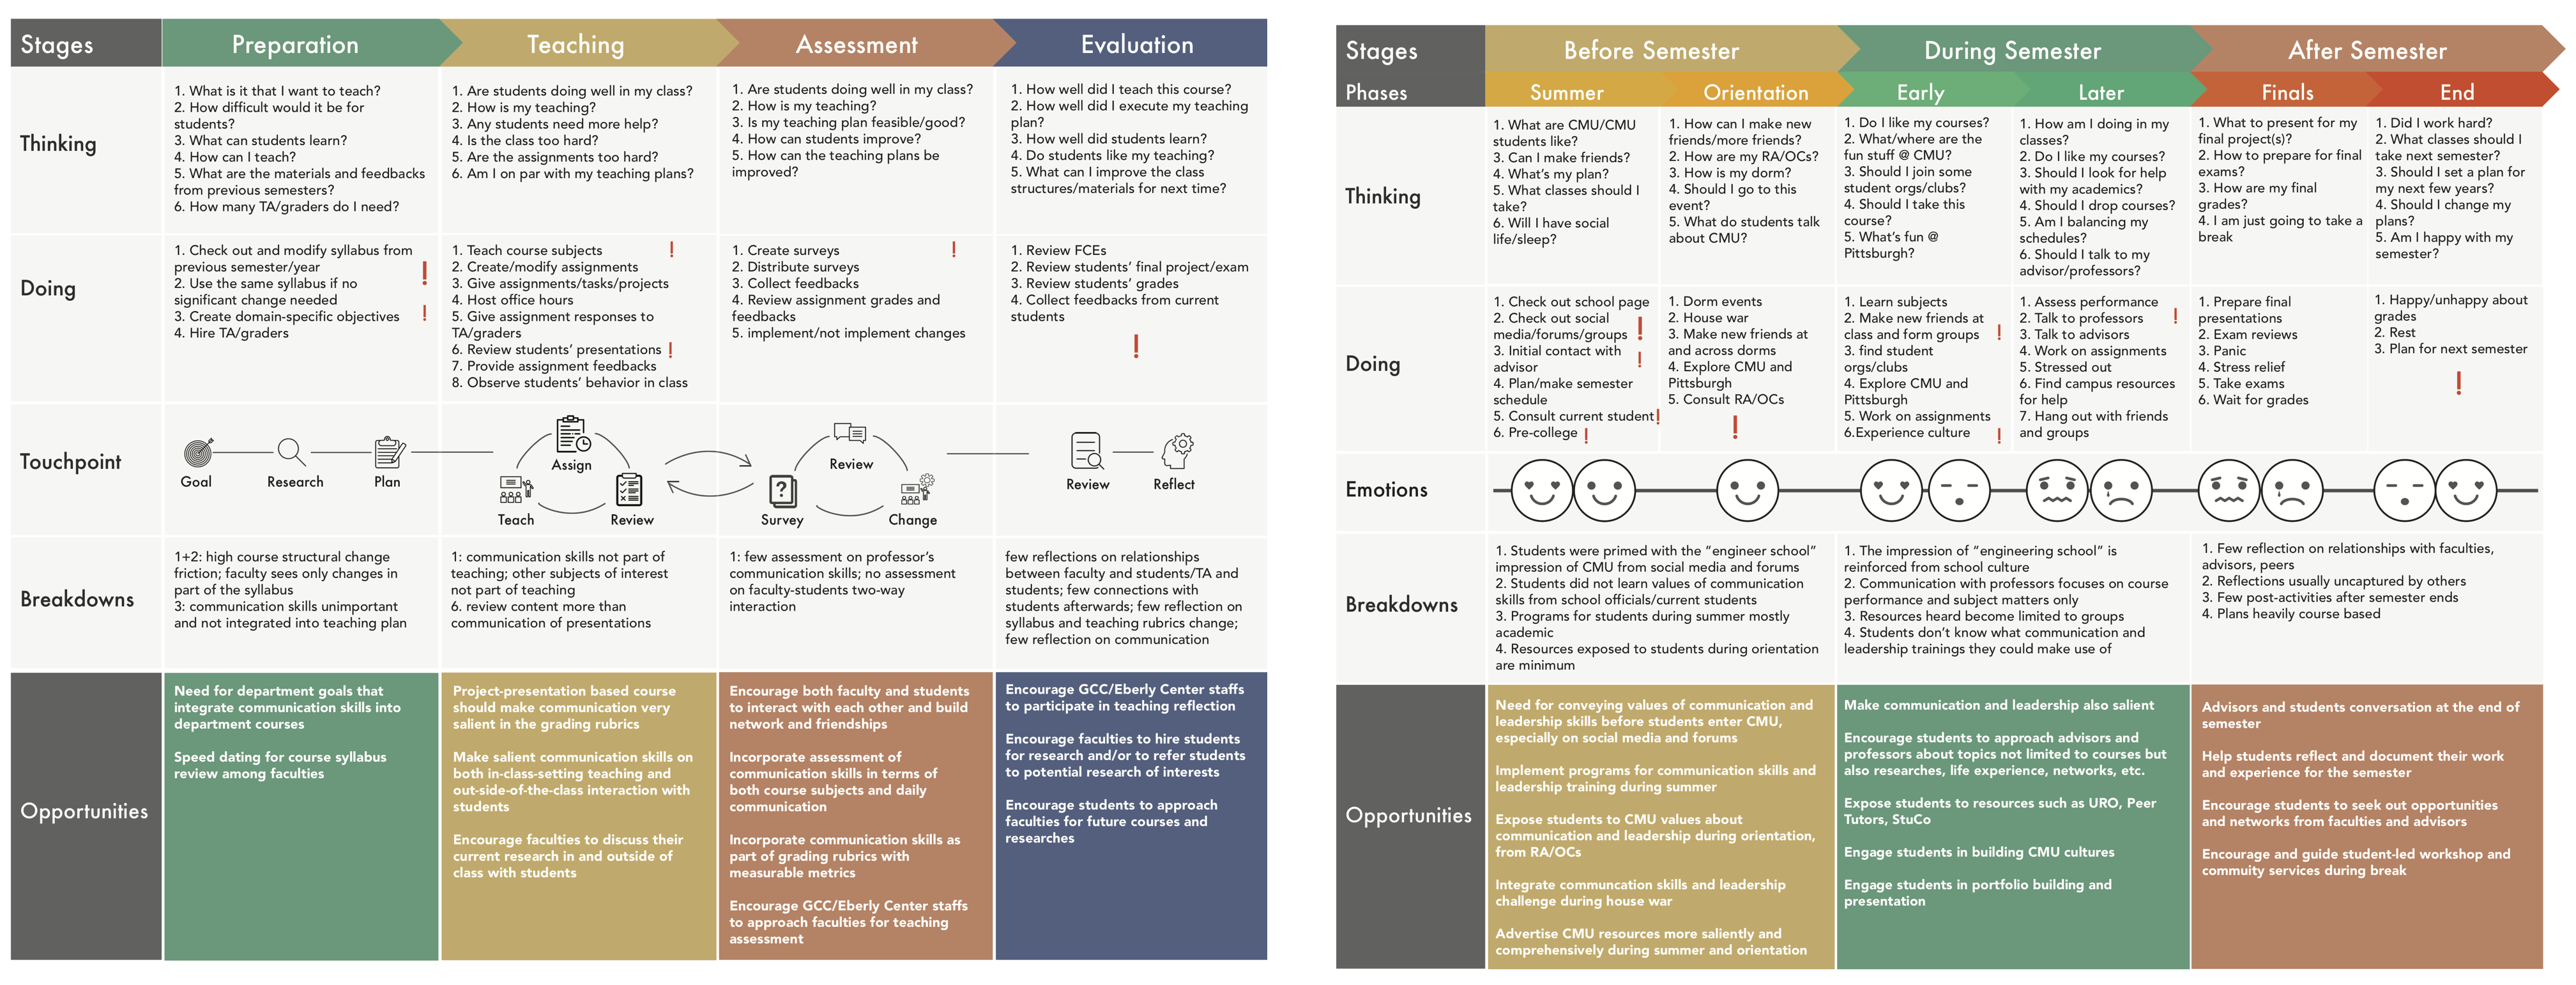 Stages
Preparation
Teaching
Assessment
Evaluation
Thinking
1. What is it that I want to teach?
2. How difficult would it be for
students?
3. What can students learn?
4. How can I teach?
5. What are the materials and feedbacks
from previous semesters?
6. How many TA/graders do I need?
1. Are students doing well in my class?
2. How is my teaching?
3. Any students need more help?
4. Is the class too hard?
5. Are the assignments too hard?
6. Am I on par with my teaching plans?
1. Are students doing well in my class?
2. How is my teaching?
3. Is my teaching plan feasible/good?
4. How can students improve?
5. How can the teaching plans be
improved?
1. How well did I teach this course?
2. How well did I execute my teaching
plan?
3. How well did students learn?
4. Do students like my teaching?
5. What can I improve the class
structures/materials for next time?
Doing
1. Check out and modify syllabus from
previous semester/year
2. Use the same syllabus if no
significant change needed
3. Create domain-specific objectives
4. Hire TA/graders
!
!
1. Teach course subjects !
2. Create/modify assignments
3. Give assignments/tasks/projects
4. Host office hours
5. Give assignment responses to
TA/graders
6. Review students' presentations !
7. Provide assignment feedbacks
8. Observe students' behavior in class
1. Create surveys !
2. Distribute surveys
3. Collect feedbacks
4. Review assignment grades and
feedbacks
5. implement/not implement changes
1. Review FCEs
2. Review students' final project/exam
3. Review students' grades
4. Collect feedbacks from current
students
!
Touchpoint
Goal
Research
Plan
Assign
Teach
Review
Review
Survey
Change
Review
Reflect
Breakdowns
1+2: high course structural change
friction; faculty sees only changes in
part of the syllabus
3: communication skills unimportant
and not integrated into teaching plan
1: communication skills not part of
teaching; other subjects of interest
not part of teaching
6. review content more than
communication of presentations
1: few assessment on professor's
communication skills; no assessment
on faculty-students two-way
interaction
few reflections on relationships
between faculty and students/TA and
students; few connections with
students afterwards; few reflection on
syllabus and teaching rubrics change;
few reflection on communication
Opportunities
Need for department goals that
integrate communication skills into
department courses
Speed dating for course syllabus
review among faculties
Project-presentation based course
should make communication very
salient in the grading rubrics
Make salient communication skills on
both in-class-setting teaching and
out-side-of-the-class interaction with
students
Encourage faculties to discuss their
current research in and outside of
class with students
Encourage both faculty and students
to interact with each other and build
network and friendships
Incorporate assessment of
communication skills in terms of
both course subjects and daily
communication
Incorporate communication skills as
part of grading rubrics with
measurable metrics
Encourage GCC/Eberly Center staffs
to approach faculties for teaching
assessment
Encourage GCC/Eberly Center staffs
to participate in teaching reflection
Encourage faculties to hire students
for research and/or to refer students
to potential research of interests
Encourage students to approach
faculties for future courses and
researches
Stages
Before Semester
During Semester
After Semester
Phases
Summer
Orientation
Early
Later
Finals
End
Thinking
1. What are CMU/CMU
students like?
3. Can I make friends?
4. What's my plan?
5. What classes should I
take?
6. Will I have social
life/sleep?
1. How can I make new
friends/more friends?
2. How are my RA/OCs?
3. How is my dorm?
4. Should I go to this
event?
5. What do students talk
about CMU?
1. Do I like my courses?
2. What/where are the
fun stuff @ CMU?
3. Should I join some
student orgs/clubs?
4. Should I take this
course?
5. What's fun @
Pittsburgh?
1. How am I doing in my
classes?
2. Do I like my courses?
3. Should I look for help
with my academics?
4. Should I drop courses?
5. Am I balancing my
schedules?
6. Should I talk to my
advisor/professors?
1. What to present for my
final project(s)?
2. How to prepare for final
exams?
3. How are my final
grades?
4. I am just going to take a
break
1. Did I work hard?
2. What classes should I
take next semester?
3. Should I set a plan for
my next few years?
4. Should I change my
plans?
5. Am I happy with my
semester?
Doing
1. Check out school page
2. Check out social
media/forums/groups !
3. Initial contact with
advisor !
4. Plan/make semester
schedule
5. Consult current student!
6. Pre-college !
1. Dorm events
2. House war
3. Make new friends at
and across dorms
4. Explore CMU and
Pittsburgh
5. Consult RA/OCs
!
1. Learn subjects
2. Make new friends at
class and form groups !
3. find student
orgs/clubs
4. Explore CMU and
Pittsburgh
5. Work on assignments
6.Experience culture !
1. Assess performance
2. Talk to professors !
3. Talk to advisors
4. Work on assignments
5. Stressed out
6. Find campus resources
for help
7. Hang out with friends
and groups
1. Prepare final
presentations
2. Exam reviews
3. Panic
4. Stress relief
5. Take exams
6. Wait for grades
1. Happy/unhappy about
grades
2. Rest
3. Plan for next semester
!
Emotions
Breakdowns
1. Students were primed with the "engineer school"
impression of CMU from social media and forums
2. Students did not learn values of communication
skills from school officials/current students
3. Programs for students during summer mostly
academic
4. Resources exposed to students during orientation
are minimum
1. The impression of "engineering school" is
reinforced from school culture
2. Communication with professors focuses on course
performance and subject matters only
3. Resources heard become limited to groups
4. Students don't know what communication and
leadership trainings they could make use of
1. Few reflection on relationships with faculties,
advisors, peers
2. Reflections usually uncaptured by others
3. Few post-activities after semester ends
4. Plans heavily course based
Opportunities
Need for conveying values of communication and
leadership skills before students enter CMU,
especially on social media and forums
Implement programs for communication skills and
leadership training during summer
Expose students to CMU values about
communication and leadership during orientation,
from RA/OCs
Integrate communcation skills and leadership
challenge during house war
Advertise CMU resources more saliently and
comprehensively during summer and orientation
Make communication and leadership also salient
Encourage students to approach advisors and
professors about topics not limited to courses but
also researches, life experience, networks, etc.
Expose students to resources such as URO, Peer
Tutors, StuCo
Engage students in building CMU cultures
Engage students in portfolio building and
presentation
Advisors and students conversation at the end of
semester
Help students reflect and document their work
and experience for the semester
Encourage students to seek out opportunities
and networks from faculties and advisors
Encourage and guide student-led workshop and
commuity services during break